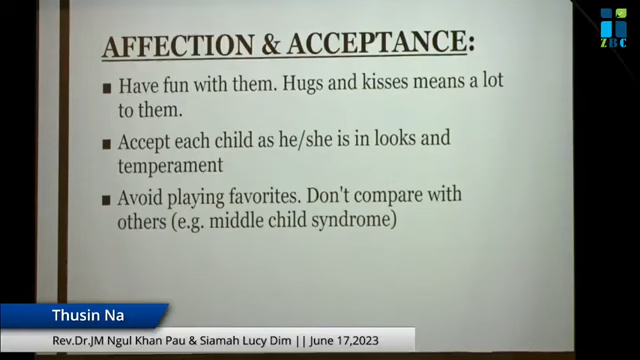 ZBC
AFFECTION & ACCEPTANCE:
▪ Have fun with them. Hugs and kisses means a lot
to them.
▪ Accept each child as he/she is in looks and
temperament
▪ Avoid playing favorites. Don't compare with
others (e.g. middle child syndrome)
Thusin Na
Rev.Dr.JM Ngul Khan Pau & Siamah Lucy Dim || June 17,2023